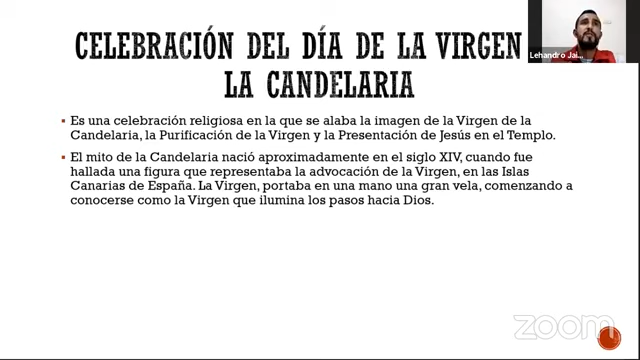 CELEBRACIÓN DEL DÍA DE LA VIRGEN
LA CANDELARIA
Lehandro Jai...
▪ Es una celebración religiosa en la que se alaba la imagen de la Virgen de la
Candelaria, la Purificación de la Virgen y la Presentación de Jesús en el Templo.
▪ El mito de la Candelaria nació aproximadamente en el siglo XIV, cuando fue
hallada una figura que representaba la advocación de la Virgen, en las Islas
Canarias de España. La Virgen, portaba en una mano una gran vela, comenzando a
conocerse como la Virgen que ilumina los pasos hacia Dios.
zoom